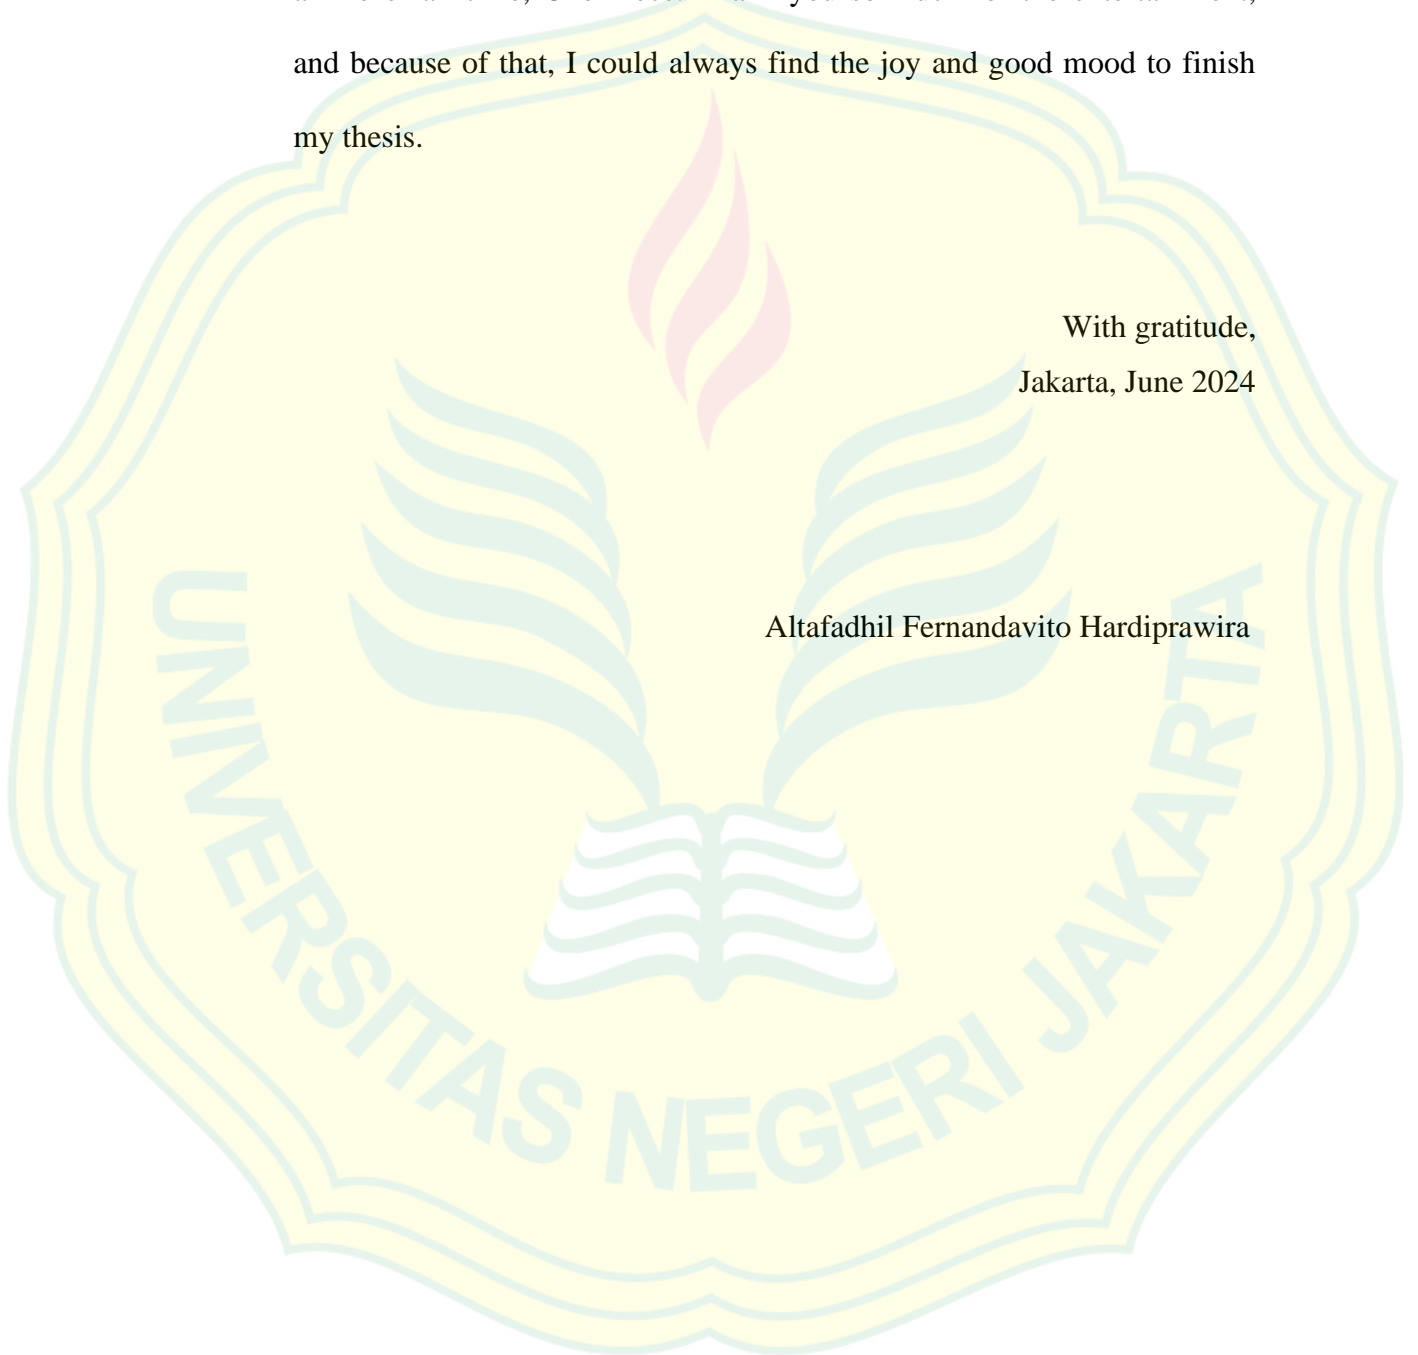 and because of that, I could always find the joy and good mood to finish
my thesis.
With gratitude,
Jakarta, June 2024
Altafadhil Fernandavito Hardiprawira
UNIVERSITAS NEGERI JAKARTA